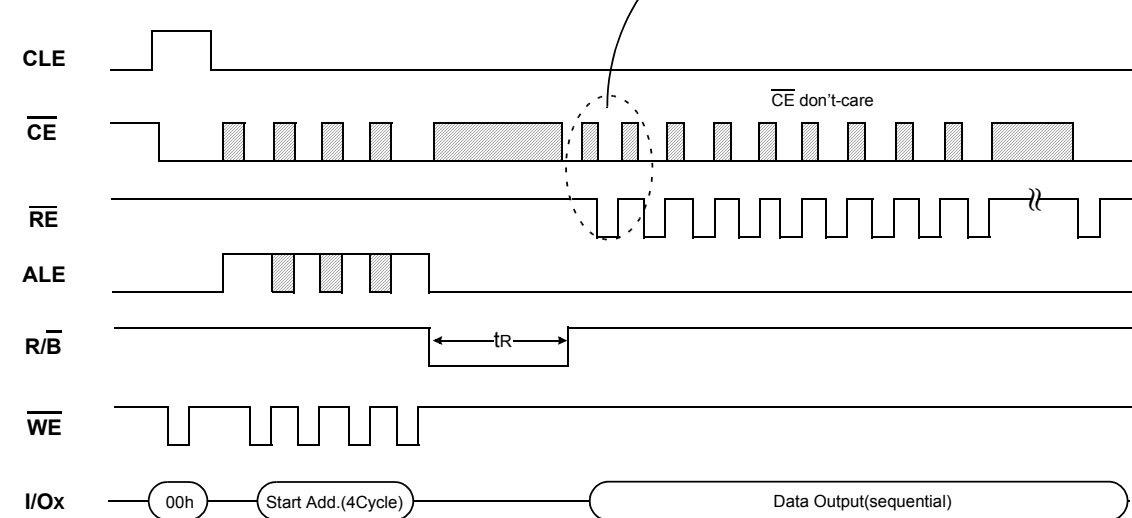 CLE
CE don't-care
CE
RE
ALE
R/B
tR
WE
I/Ox
00h
Start Add.(4Cycle)
Data Output(sequential)